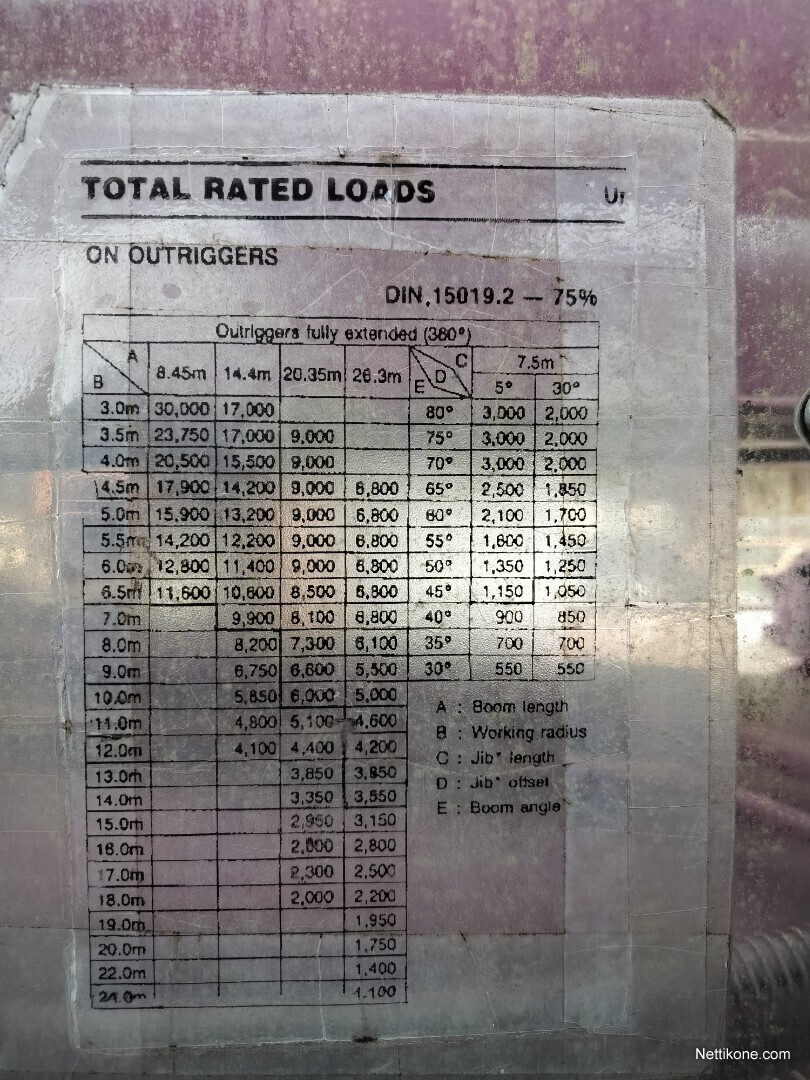 TOTAL RATED LOADS
ON OUTRIGGERS
DIN.15019.2 — 75%
Outriggers fully extended (360°)
A B 8.45m 14.4m 20.35m 26.3m C D E 7.5m
5° 30°
3.0m 30,000 17,000 80° 3,000 2,000
3.5m 23,750 17,000 9,000 75° 3,000 2,000
4.0m 20,500 15,500 9,000 70° 3,000 2,000
4.5m 17,900 14,200 9,000 6,800 65° 2,500 1,850
5.0m 15,900 13,200 9,000 6,800 60° 2,100 1,700
5.5m 14,200 12,200 9,000 6,800 55° 1,600 1,450
6.0m 12,800 11,400 9,000 6,800 50° 1,350 1,250
6.5m 11,600 10,600 8,500 6,800 45° 1,150 1,050
7.0m 9,900 8,100 6,800 40° 900 850
8.0m 8,200 7,300 6,100 35° 700 700
9.0m 6,750 6,600 5,500 30° 550 550
10.0m 5,650 6,000 5,000
11.0m 4,800 5,100 4,600
12.0m 4,100 4,400 4,200
13.0m 3,850 3,850
14.0m 3,350 3,550
15.0m 2,950 3,150
16.0m 2,800
17.0m 2,300 2,500
18.0m 2,000 2,200
19.0m 1,950
20.0m 1,750
22.0m 1,400
24.0m 1.100
A : Boom length
B : Working radius
C : Jib* length
D : Jib* offset
E : Boom angle
Nettikone.com